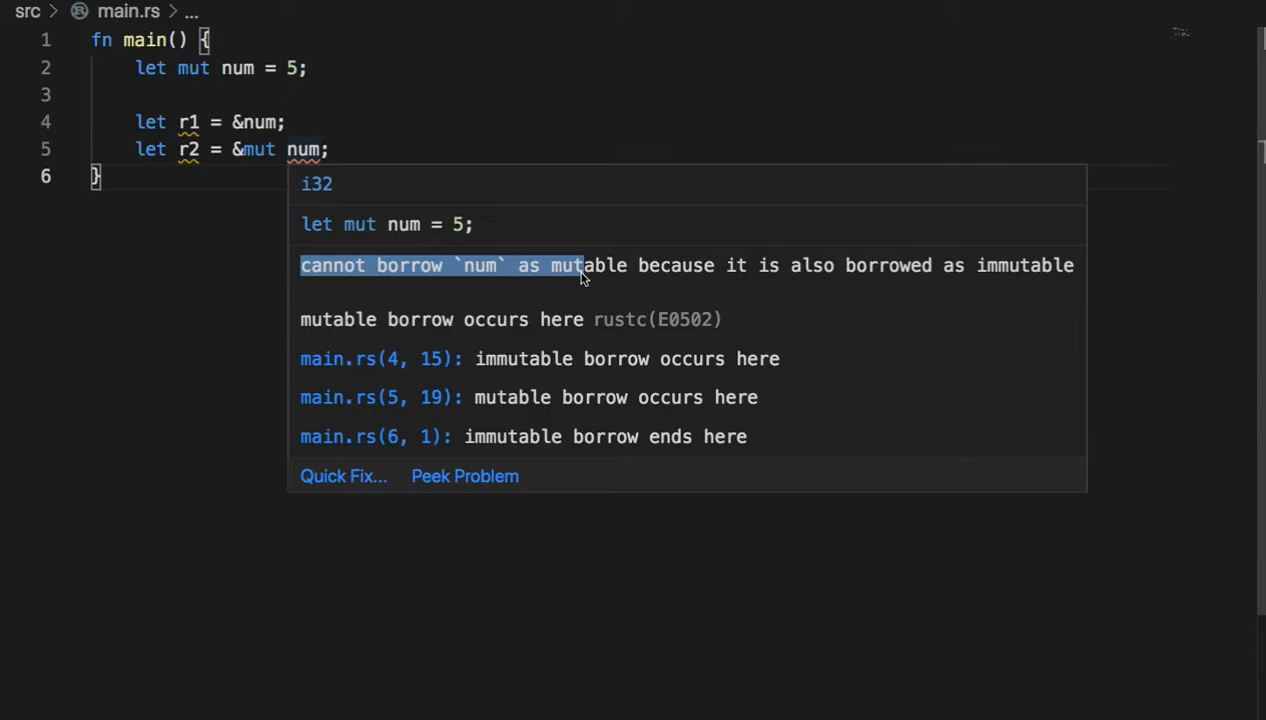 src > main.rs > ...
1 fn main() {
2 let mut num = 5;
3
4 let r1 = &num;
5 let r2 = &mut num;
6 }
i32
let mut num = 5;
cannot borrow `num` as mutable because it is also borrowed as immutable
mutable borrow occurs here rustc(E0502)
main.rs(4, 15): immutable borrow occurs here
main.rs(5, 19): mutable borrow occurs here
main.rs(6, 1): immutable borrow ends here
Quick Fix... Peek Problem